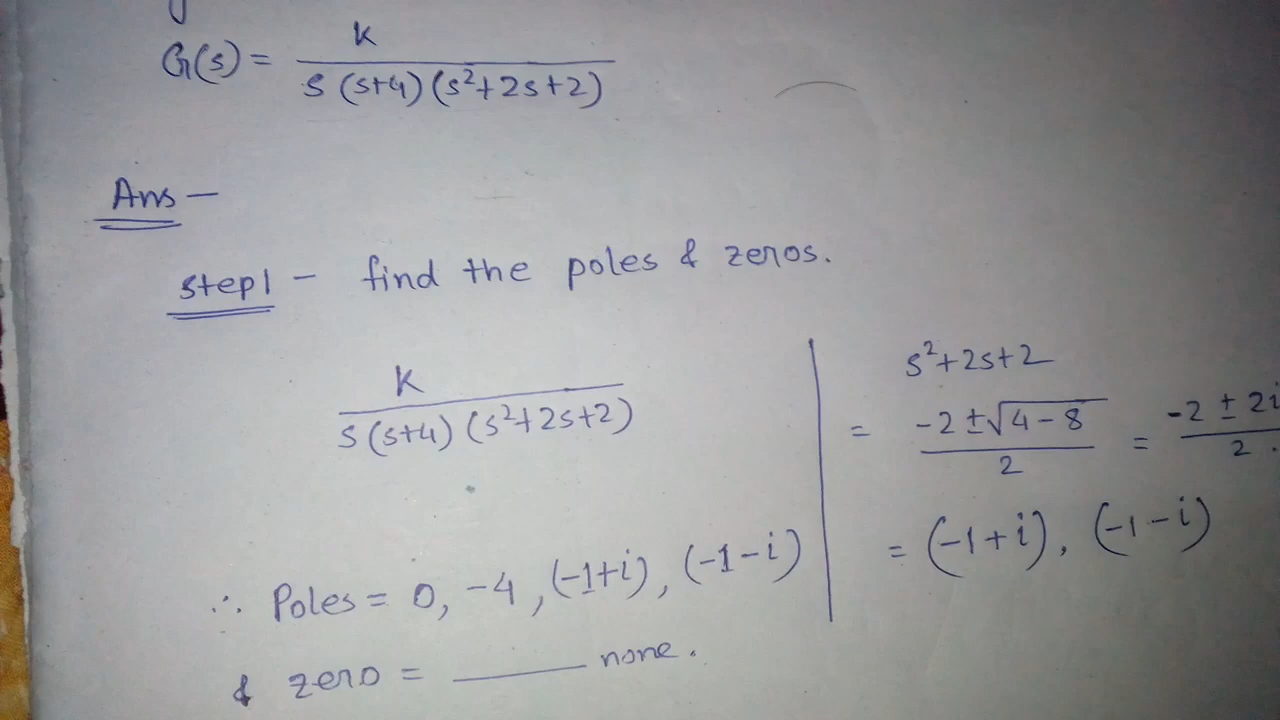 G(s) = K / S (s+4) (s²+2s+2)
Ans —
Step1 — find the poles & zeros.
K / S (s+4) (s²+2s+2)
∴ Poles = 0, -4, (-1+i), (-1-i)
& zero = ——— none.
s²+2s+2
= -2 ± √4-8 / 2 = -2 ± 2i / 2.
= (-1+i), (-1-i)